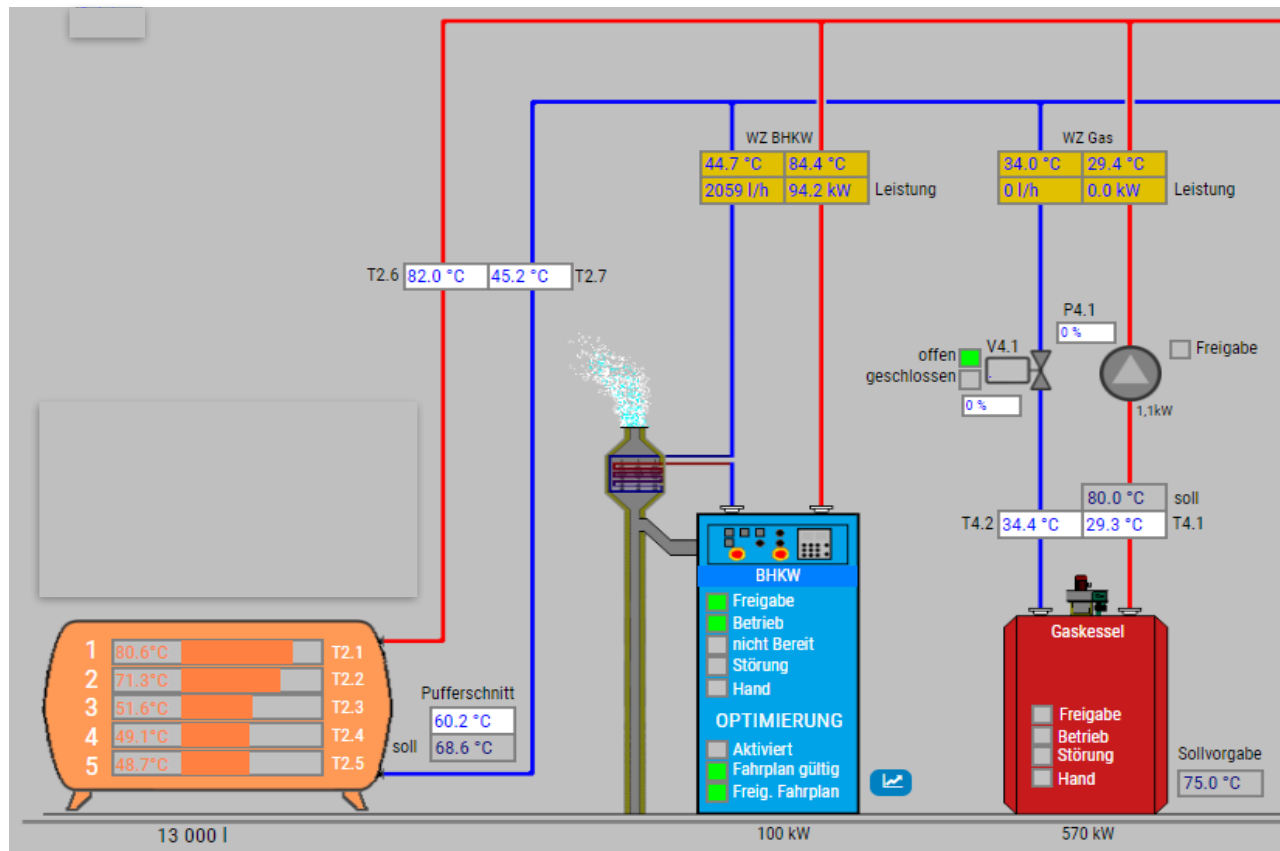 WZ BHKW
44.7 °C 84.4 °C
2059 l/h 94.2 kW Leistung
WZ Gas
34.0 °C 29.4 °C
0 l/h 0.0 kW Leistung
T2.6 82.0 °C 45.2 °C T2.7
P4.1
0 %
offen V4.1
geschlossen
0 %
Freigabe
1,1kW
80.0 °C soll
T4.2 34.4 °C 29.3 °C T4.1
BHKW
Freigabe
Betrieb
nicht Bereit
Störung
Hand
OPTIMIERUNG
Aktiviert
Fahrplan gültig
Freig. Fahrplan
100 kW
Gaskessel
Freigabe
Betrieb
Störung
Hand
570 kW
Sollvorgabe
75.0 °C
1 80.6°C T2.1
2 71.3°C T2.2
3 51.6°C T2.3
4 49.1°C T2.4
5 48.7°C T2.5
Pufferschnitt
60.2 °C
soll 68.6 °C
13 000 l